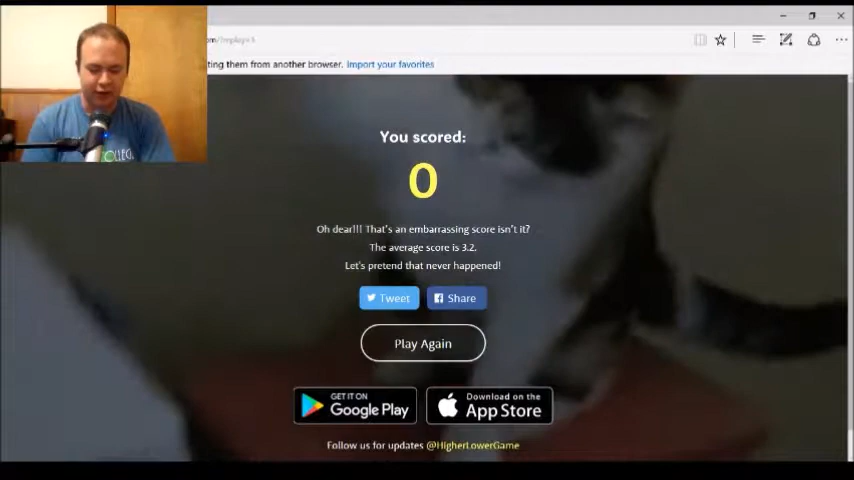 ting them from another browser. Import your favorites
You scored:
0
Oh dear!!! That's an embarrassing score isn't it?
The average score is 3.2.
Let's pretend that never happened!
Tweet
Share
Play Again
GET IT ON
Google Play
Download on the
App Store
Follow us for updates @HigherLowerGame